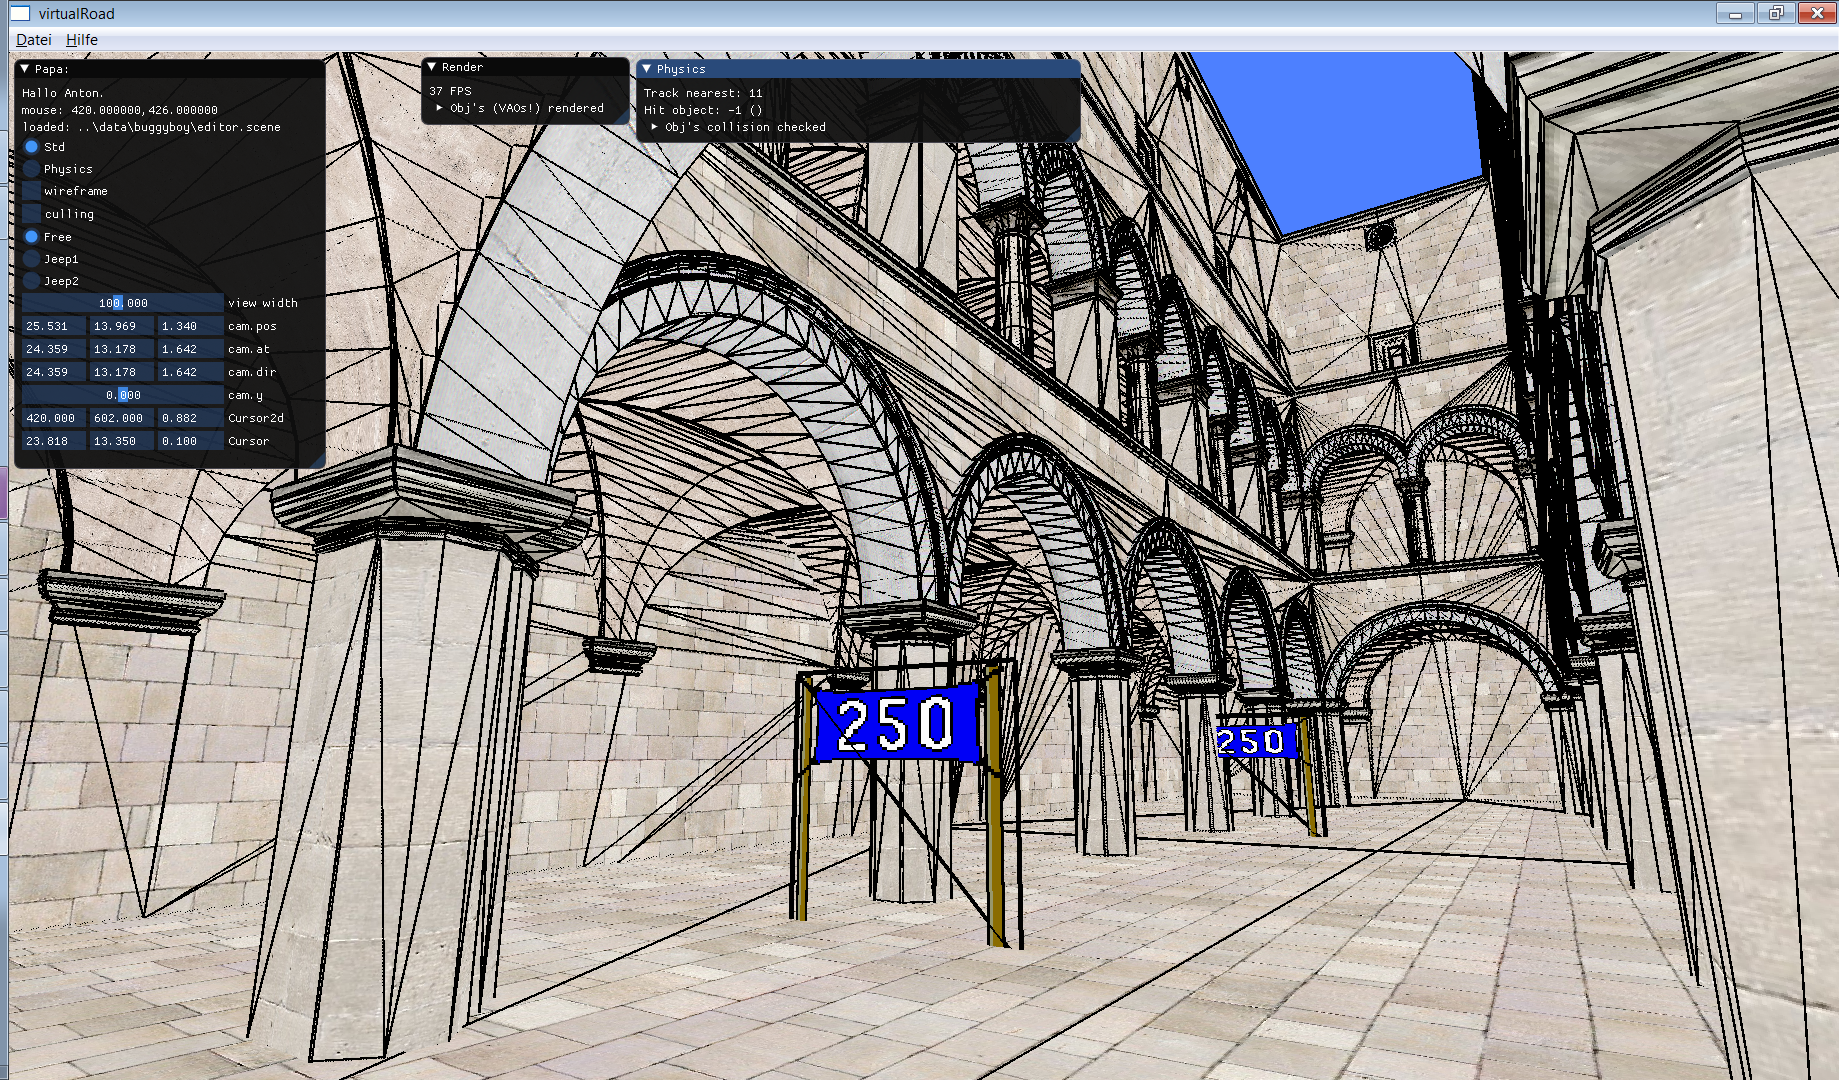 virtualRoad
Datei Hilfe
Papa:
Hallo Anton.
mouse: 420.000000,426.000000
loaded: ..\data\buggyboy\editor.scene
Std
Physics
wireframe
culling
Free
Jeep1
Jeep2
100.000 view width
25.531 13.969 1.340 cam.pos
24.359 13.178 1.642 cam.at
24.359 13.178 1.642 cam.dir
0.000 cam.y
420.000 602.000 0.882 Cursor2d
23.818 13.350 0.100 Cursor
Render
37 FPS
Obj's (VAOs!) rendered
Physics
Track nearest: 11
Hit object: -1 ()
Obj's collision checked
250
250